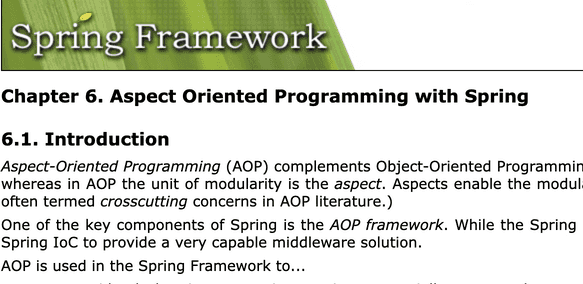 Spring Framework
Chapter 6. Aspect Oriented Programming with Spring
6.1. Introduction
Aspect-Oriented Programming (AOP) complements Object-Oriented Programmin
whereas in AOP the unit of modularity is the aspect. Aspects enable the modul
often termed crosscutting concerns in AOP literature.)
One of the key components of Spring is the AOP framework. While the Spring
Spring IoC to provide a very capable middleware solution.
AOP is used in the Spring Framework to...